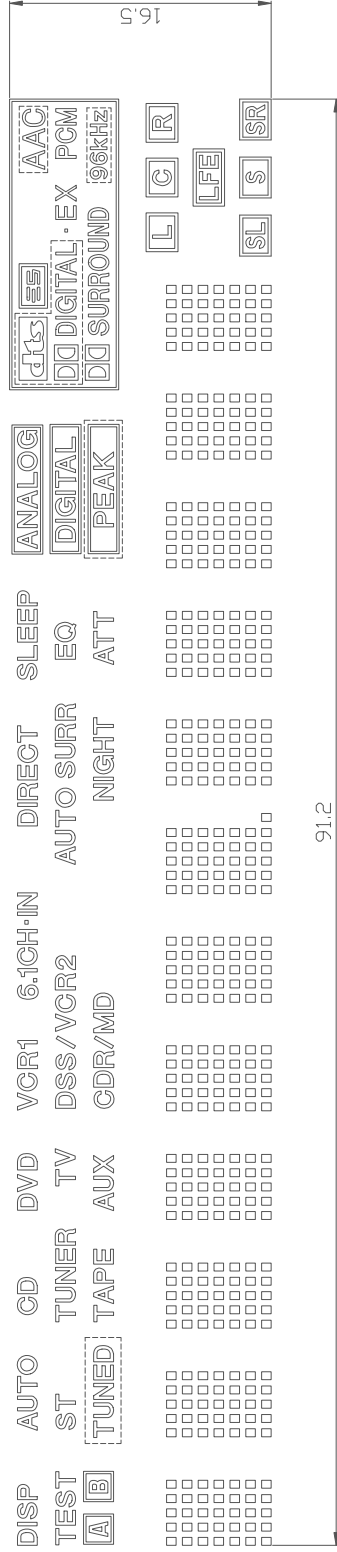 16.5
DISP AUTO CD DVD VCR1 6.1CH·IN DIRECT SLEEP ANALOG dts ES AAC
TEST ST TUNER TV DSS/VCR2 AUTO SURR EQ DIGITAL DIGITAL·EX PCM
A B TUNED TAPE AUX CDR/MD NIGHT ATT PEAK SURROUND 96kHz
L C R
LFE
SL S SR
91.2